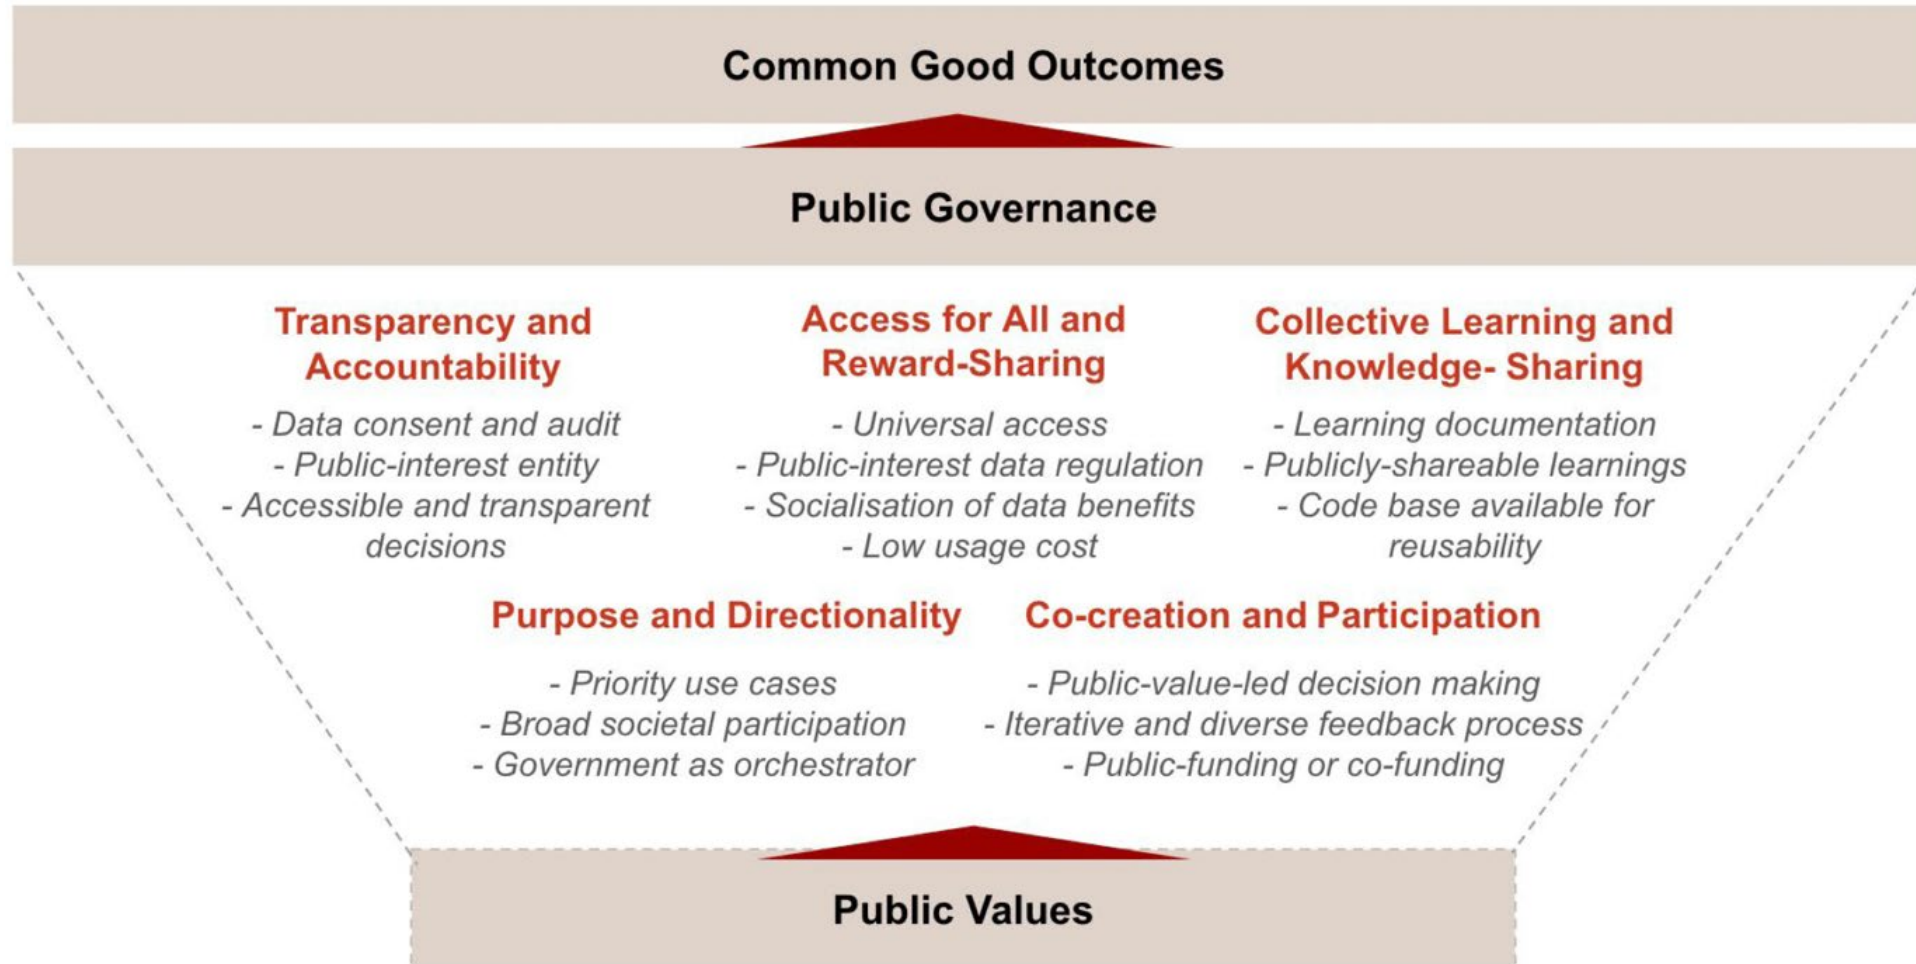 Common Good Outcomes
Public Governance
Transparency and
Accountability
- Data consent and audit
- Public-interest entity
- Accessible and transparent
decisions
Access for All and
Reward-Sharing
- Universal access
- Public-interest data regulation
- Socialisation of data benefits
- Low usage cost
Collective Learning and
Knowledge- Sharing
- Learning documentation
- Publicly-shareable learnings
- Code base available for
reusability
Purpose and Directionality
- Priority use cases
- Broad societal participation
- Government as orchestrator
Co-creation and Participation
- Public-value-led decision making
- Iterative and diverse feedback process
- Public-funding or co-funding
Public Values